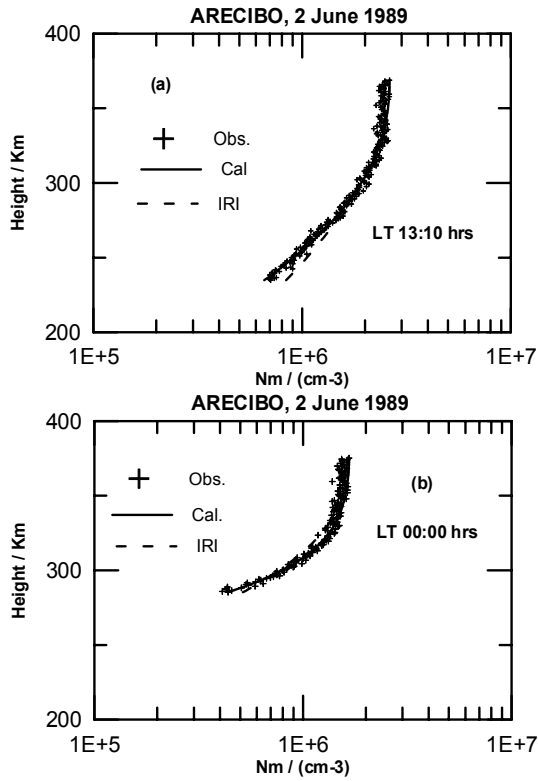 ARECIBO, 2 June 1989
400
(a)
Obs.
Cal
IRI
300
LT 13:10 hrs
200
Height / Km
1E+5 1E+6 1E+7
Nm / (cm-3)
ARECIBO, 2 June 1989
400
Obs.
(b)
Cal.
LT 00:00 hrs
IRI
300
200
Height / Km
1E+5 1E+6 1E+7
Nm / (cm-3)